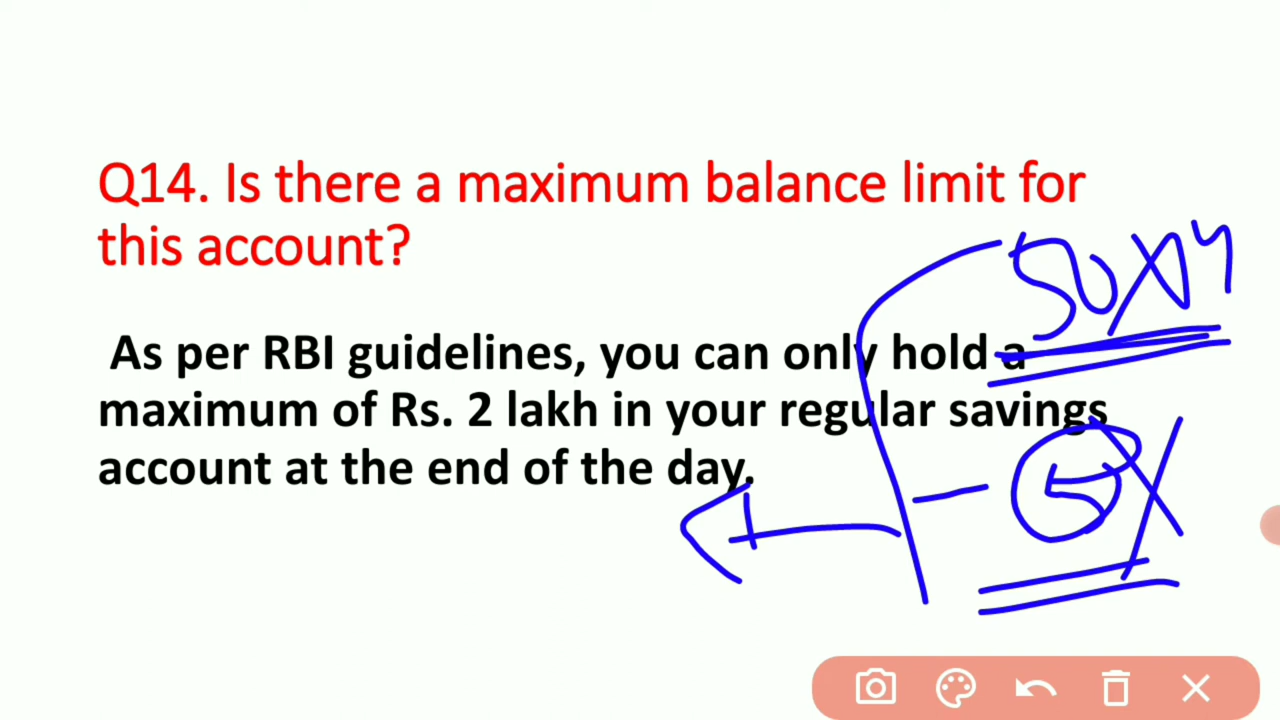 Q14. Is there a maximum balance limit for
this account?
As per RBI guidelines, you can only hold a
maximum of Rs. 2 lakh in your regular savings
account at the end of the day.
5